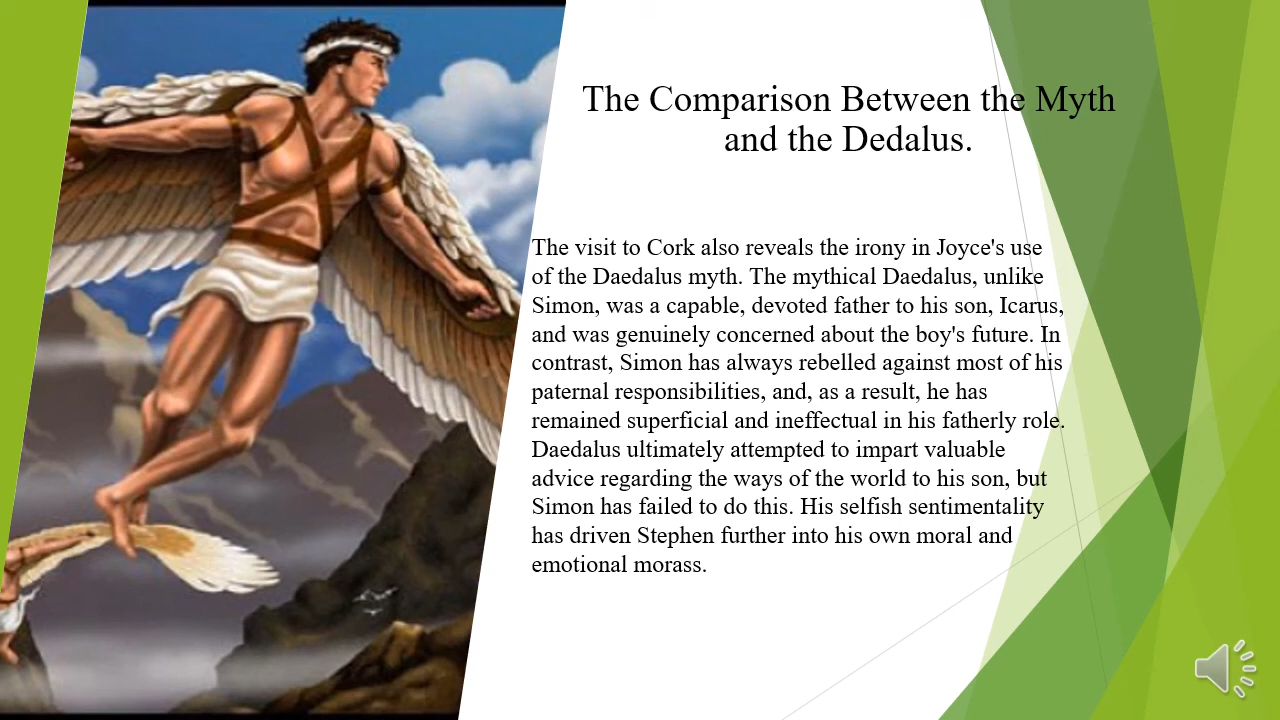 The Comparison Between the Myth
and the Dedalus.
The visit to Cork also reveals the irony in Joyce's use
of the Daedalus myth. The mythical Daedalus, unlike
Simon, was a capable, devoted father to his son, Icarus,
and was genuinely concerned about the boy's future. In
contrast, Simon has always rebelled against most of his
paternal responsibilities, and, as a result, he has
remained superficial and ineffectual in his fatherly role.
Daedalus ultimately attempted to impart valuable
advice regarding the ways of the world to his son, but
Simon has failed to do this. His selfish sentimentality
has driven Stephen further into his own moral and
emotional morass.